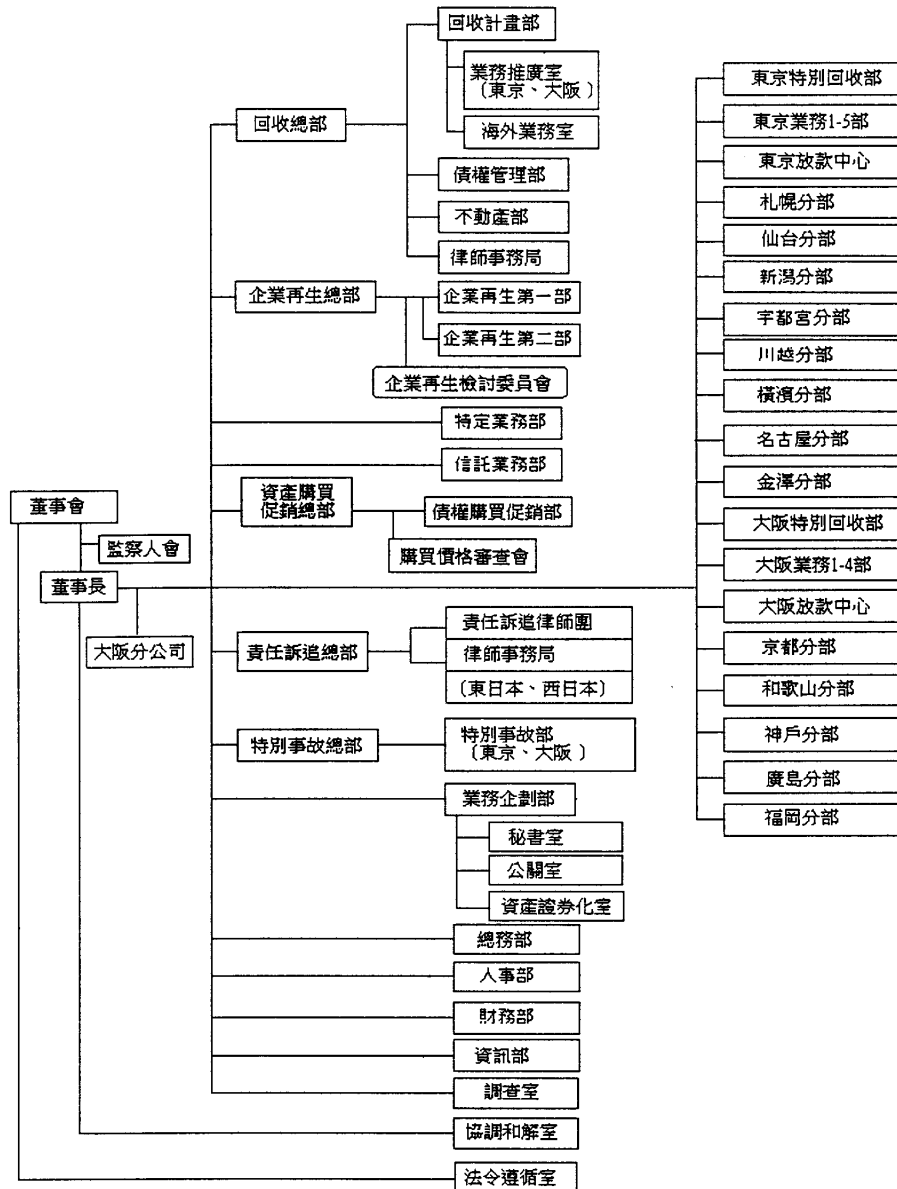 董事會
監察人會
董事長
大阪分公司
回收總部
回收計畫部
業務推廣室
（東京、大阪）
海外業務室
債權管理部
不動產部
律師事務局
企業再生總部
企業再生第一部
企業再生第二部
企業再生檢討委員會
特定業務部
信託業務部
資產購買
促銷總部
債權購買促銷部
購買價格審查會
責任訴追總部
責任訴追律師團
律師事務局
〔東日本、西日本〕
特別事故總部
特別事故部
（東京、大阪）
業務企劃部
秘書室
公關室
資產證券化室
總務部
人事部
財務部
資訊部
調查室
協調和解室
法令遵循室
東京特別回收部
東京業務1-5部
東京放款中心
札幌分部
仙台分部
新潟分部
宇都宮分部
川越分部
橫濱分部
名古屋分部
金澤分部
大阪特別回收部
大阪業務1-4部
大阪放款中心
京都分部
和歌山分部
神戶分部
廣島分部
福岡分部